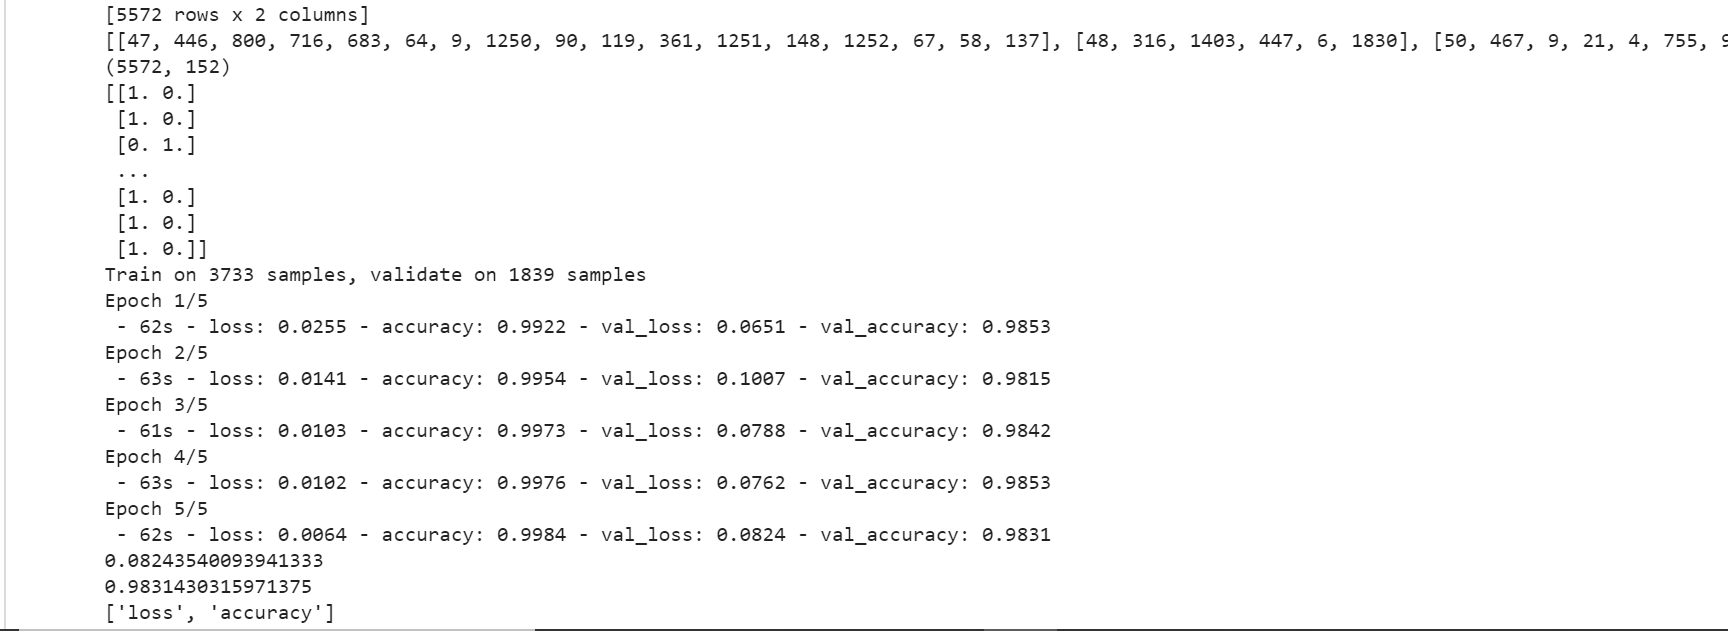 [5572 rows x 2 columns]
[[47, 446, 800, 716, 683, 64, 9, 1250, 90, 119, 361, 1251, 148, 1252, 67, 58, 137], [48, 316, 1403, 447, 6, 1830], [50, 467, 9, 21, 4, 755, 9
(5572, 152)
[[1. 0.]
 [1. 0.]
 [0. 1.]
 ...
 [1. 0.]
 [1. 0.]
 [1. 0.]]
Train on 3733 samples, validate on 1839 samples
Epoch 1/5
 - 62s - loss: 0.0255 - accuracy: 0.9922 - val_loss: 0.0651 - val_accuracy: 0.9853
Epoch 2/5
 - 63s - loss: 0.0141 - accuracy: 0.9954 - val_loss: 0.1007 - val_accuracy: 0.9815
Epoch 3/5
 - 61s - loss: 0.0103 - accuracy: 0.9973 - val_loss: 0.0788 - val_accuracy: 0.9842
Epoch 4/5
 - 63s - loss: 0.0102 - accuracy: 0.9976 - val_loss: 0.0762 - val_accuracy: 0.9853
Epoch 5/5
 - 62s - loss: 0.0064 - accuracy: 0.9984 - val_loss: 0.0824 - val_accuracy: 0.9831
0.08243540093941333
0.9831430315971375
['loss', 'accuracy']